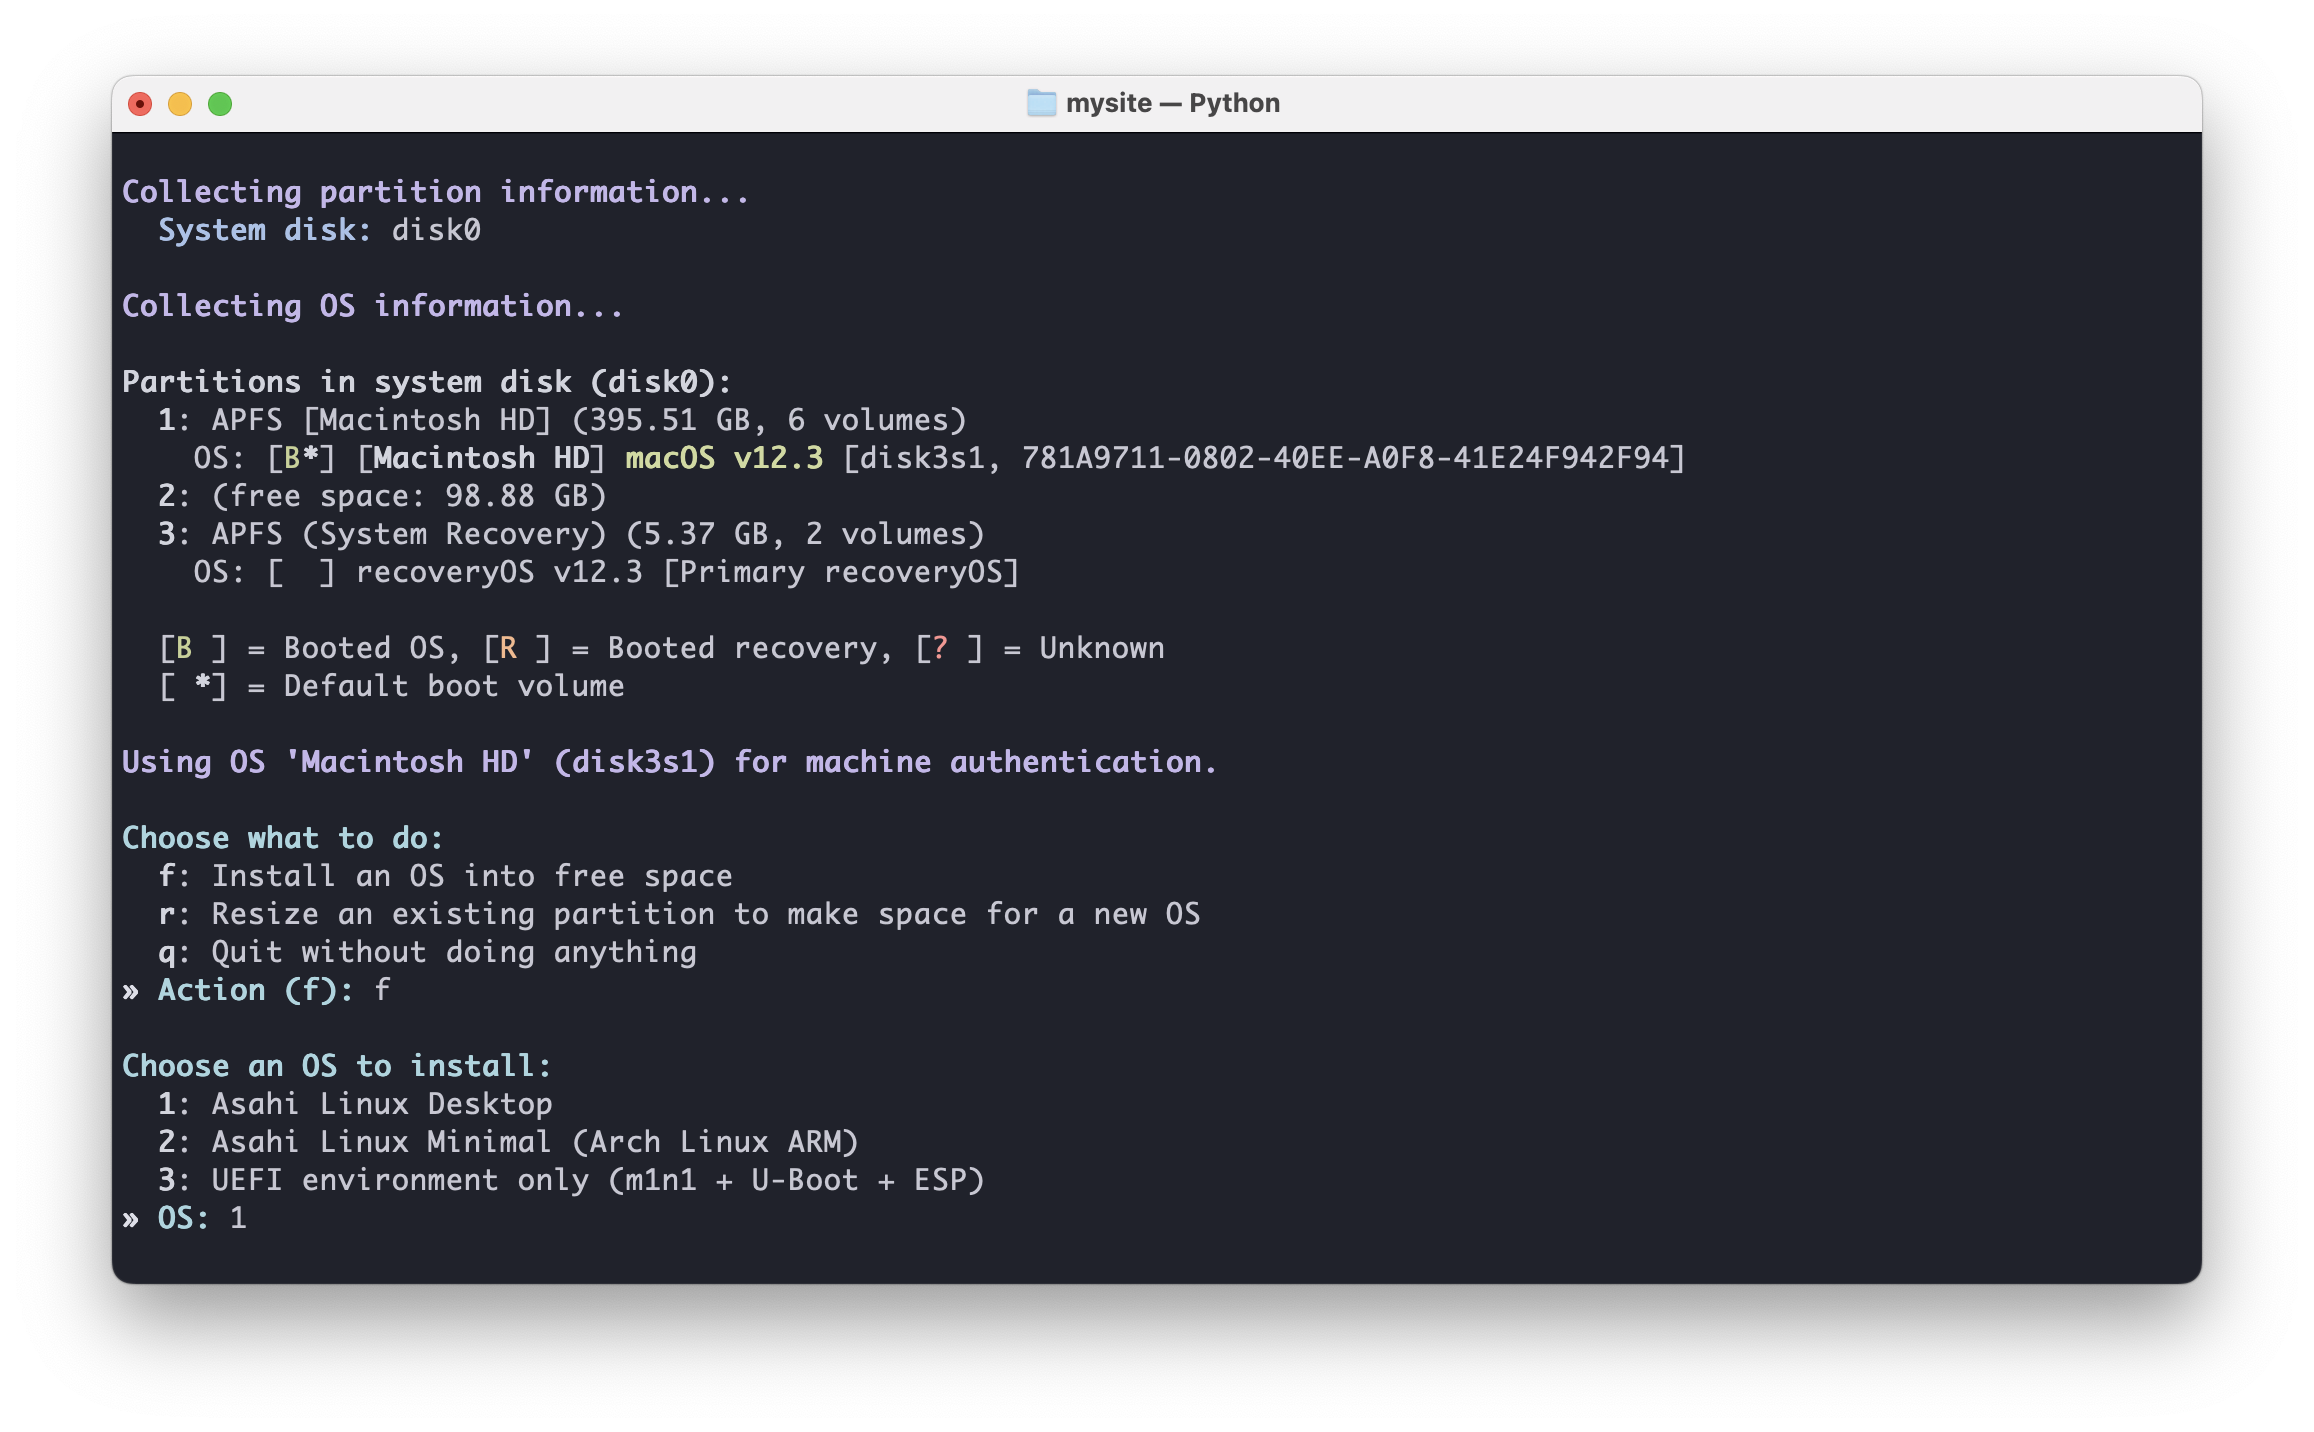 mysite — Python
Collecting partition information...
System disk: disk0
Collecting OS information...
Partitions in system disk (disk0):
1: APFS [Macintosh HD] (395.51 GB, 6 volumes)
OS: [B*] [Macintosh HD] macOS v12.3 [disk3s1, 781A9711-0802-40EE-A0F8-41E24F942F94]
2: (free space: 98.88 GB)
3: APFS (System Recovery) (5.37 GB, 2 volumes)
OS: [  ] recoveryOS v12.3 [Primary recoveryOS]
[B ] = Booted OS, [R ] = Booted recovery, [? ] = Unknown
[ *] = Default boot volume
Using OS 'Macintosh HD' (disk3s1) for machine authentication.
Choose what to do:
f: Install an OS into free space
r: Resize an existing partition to make space for a new OS
q: Quit without doing anything
» Action (f): f
Choose an OS to install:
1: Asahi Linux Desktop
2: Asahi Linux Minimal (Arch Linux ARM)
3: UEFI environment only (m1n1 + U-Boot + ESP)
» OS: 1